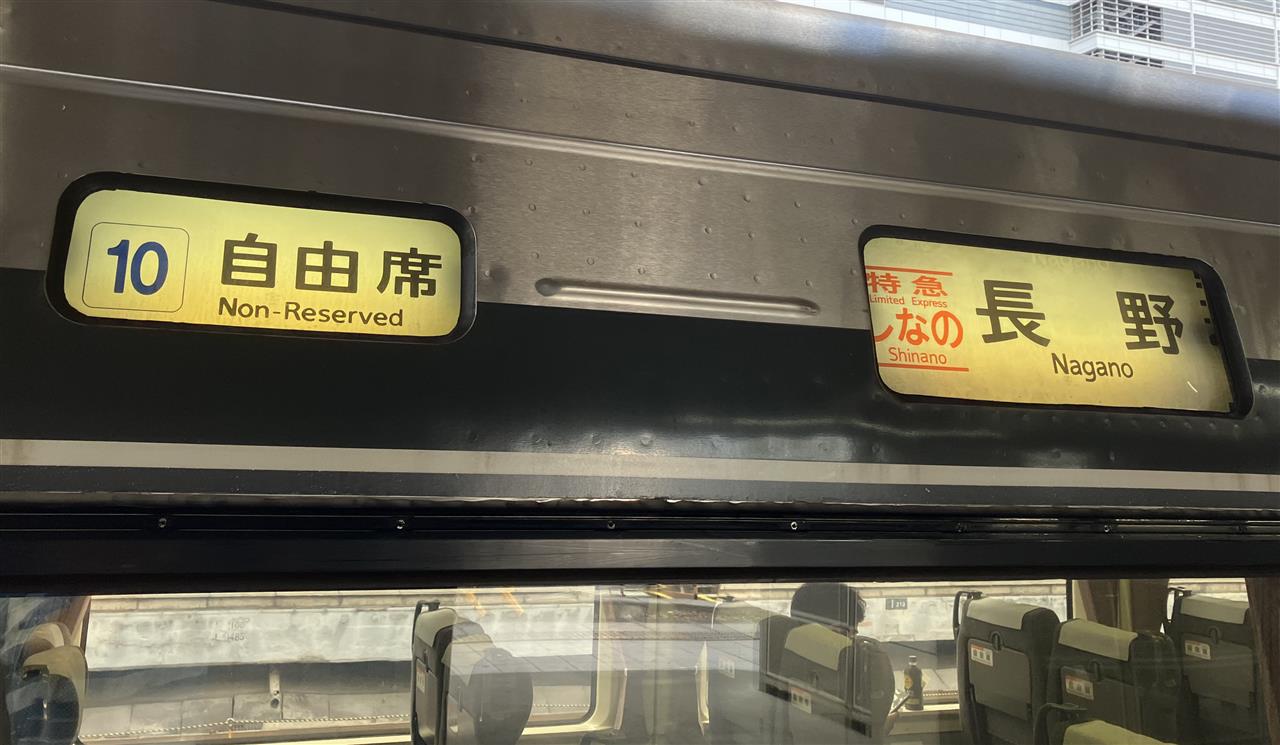 10
自由席
Non-Reserved
特急
Limited Express
しなの
Shinano
長野
Nagano